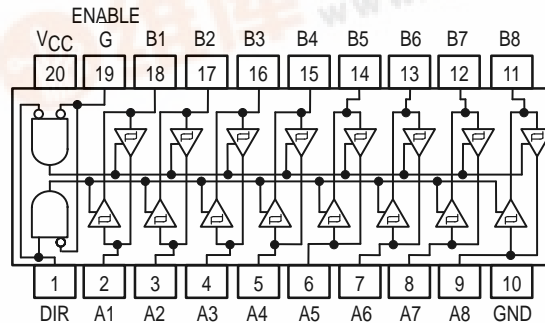 ENABLE
VCC G B1 B2 B3 B4 B5 B6 B7 B8
20 19 18 17 16 15 14 13 12 11
1 2 3 4 5 6 7 8 9 10
DIR A1 A2 A3 A4 A5 A6 A7 A8 GND